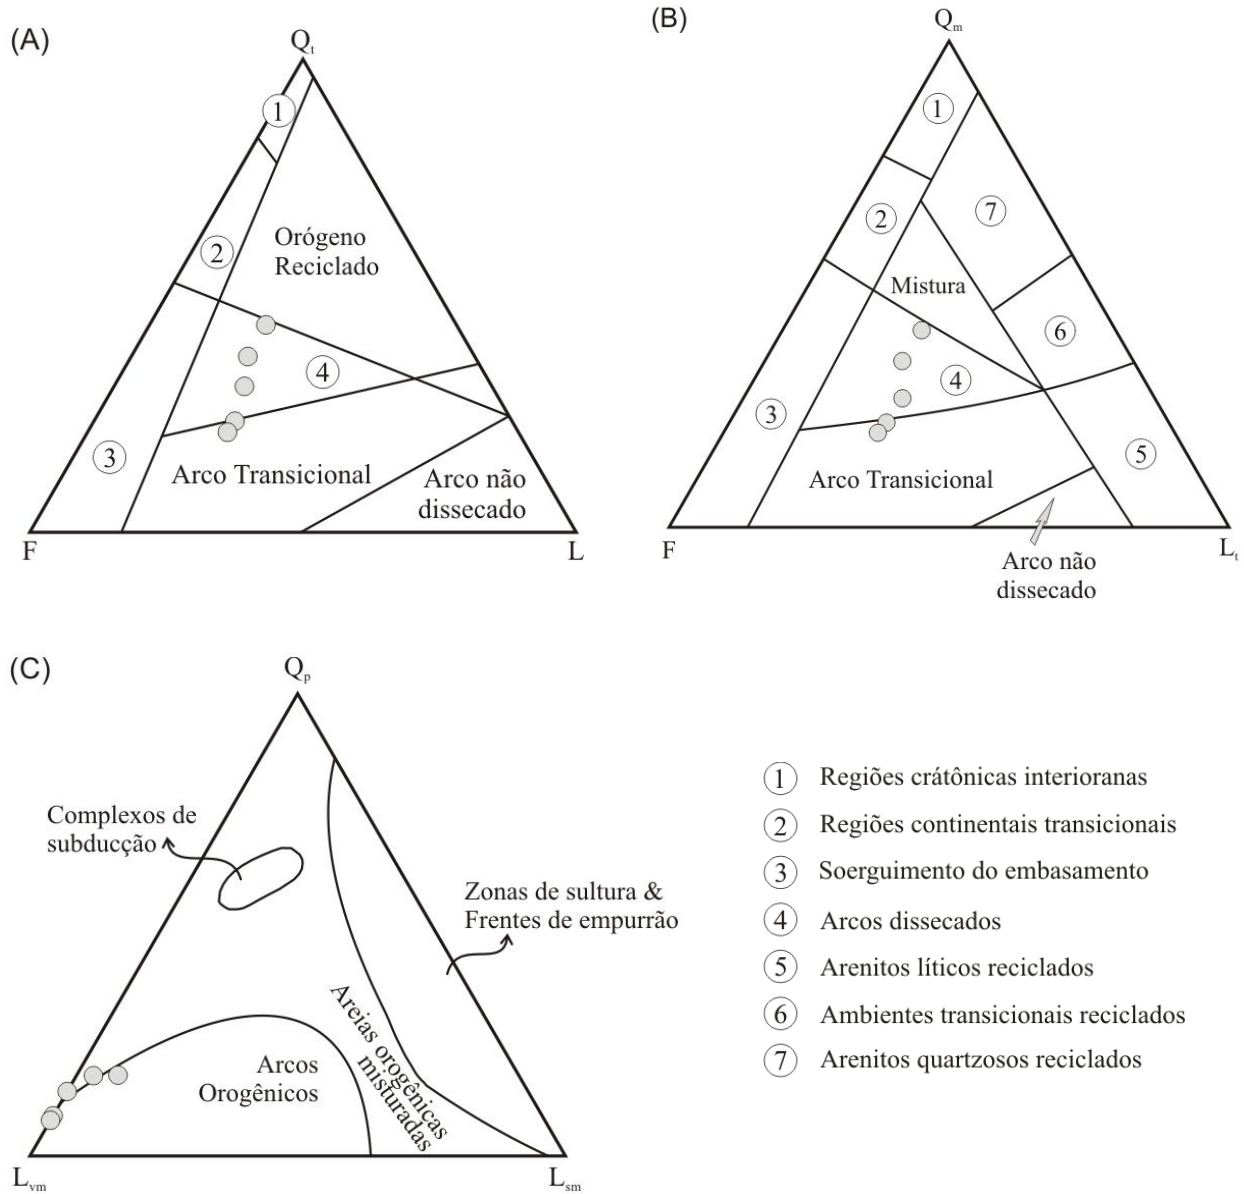 (A)
Qt
1
2
Orógeno
Reciclado
4
3
Arco Transicional
Arco não
dissecado
F
L
(B)
Qm
1
2
7
Mistura
6
4
3
5
Arco Transicional
F
Lt
Arco não
dissecado
(C)
Qp
Complexos de
subducção
Zonas de sultura &
Frentes de empurrão
Areias orogênicas
misturadas
Arcos
Orogênicos
Lvm
Lsm
1 Regiões crátônicas interioranas
2 Regiões continentais transicionais
3 Soerguimento do embasamento
4 Arcos dissecados
5 Arenitos líticos reciclados
6 Ambientes transicionais reciclados
7 Arenitos quartzosos reciclados